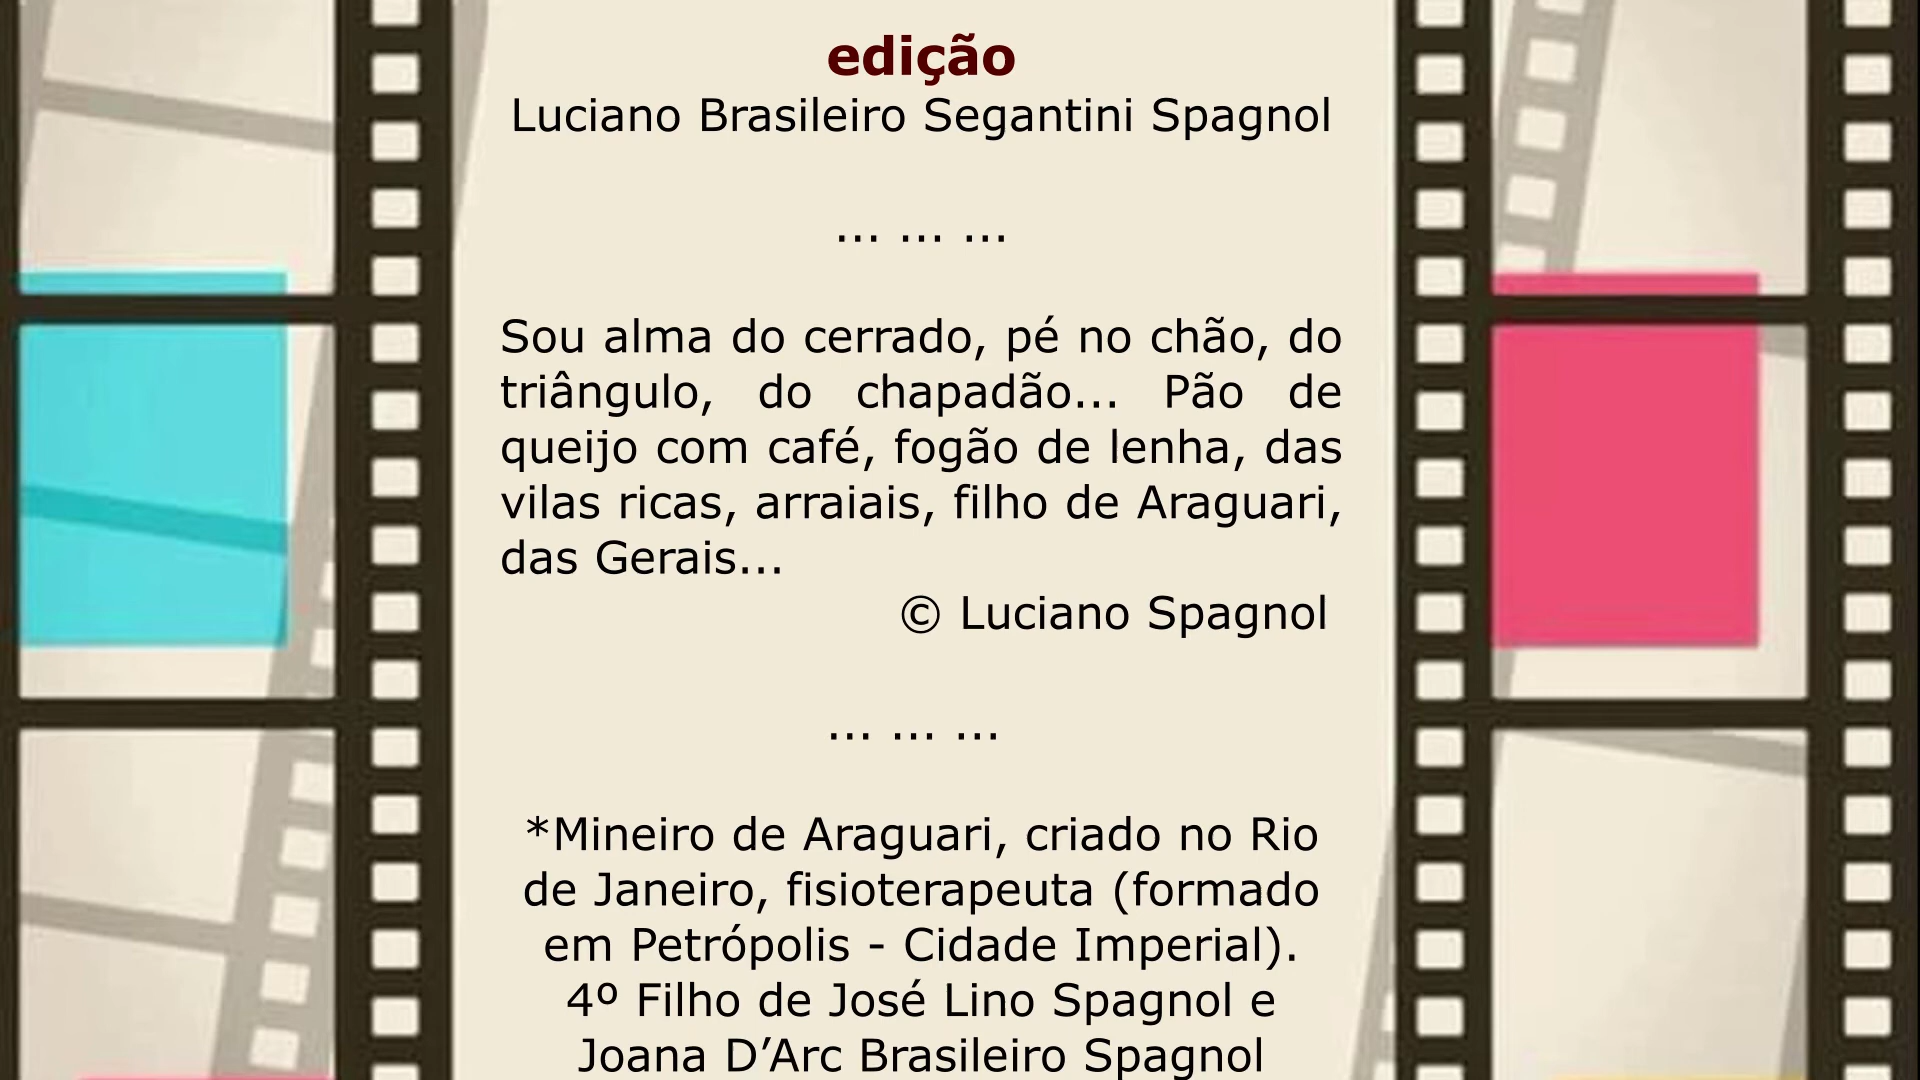 edição
Luciano Brasileiro Segantini Spagnol
... ... ...
Sou alma do cerrado, pé no chão, do
triângulo, do chapadão... Pão de
queijo com café, fogão de lenha, das
vilas ricas, arraiais, filho de Araguari,
das Gerais...
© Luciano Spagnol
... ... ...
*Mineiro de Araguari, criado no Rio
de Janeiro, fisioterapeuta (formado
em Petrópolis - Cidade Imperial).
4º Filho de José Lino Spagnol e
Joana D’Arc Brasileiro Spagnol